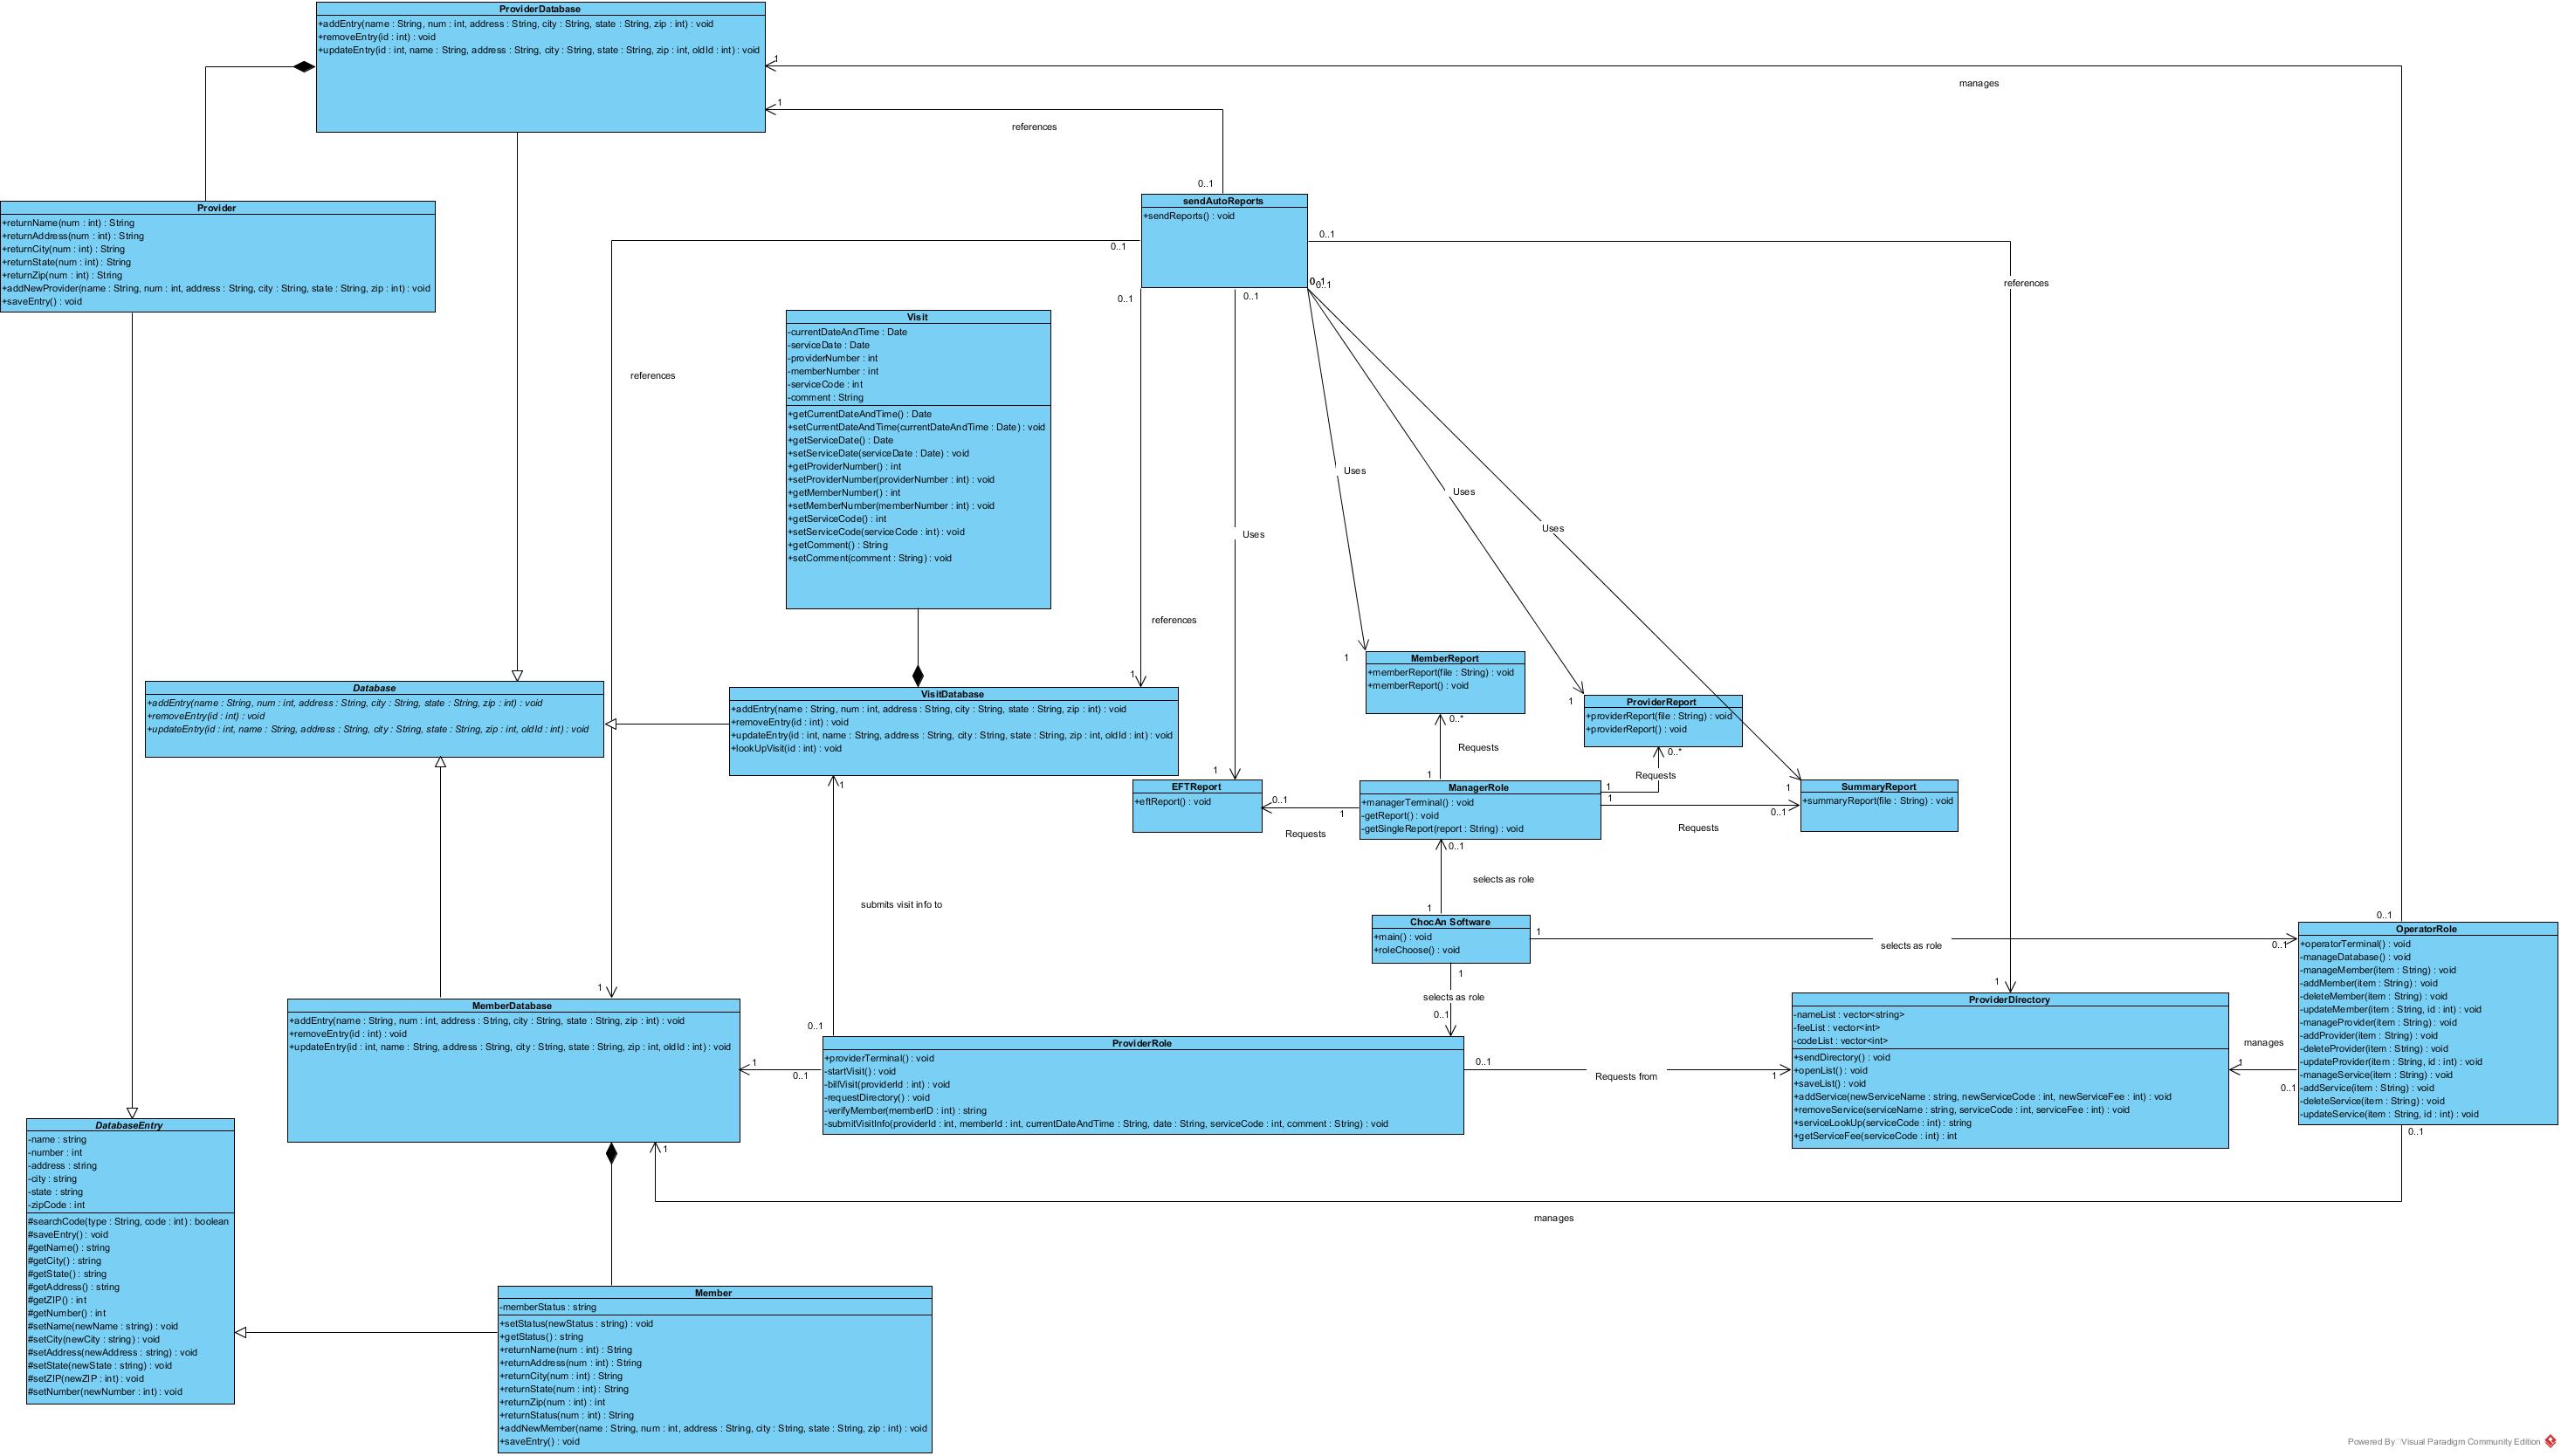 ProviderDatabase
+addEntry(name : String, num : int, address : String, city : String, state : String, zip : int) : void
+removeEntry(id : int) : void
+updateEntry(id : int, name : String, address : String, city : String, state : String, zip : int, oldId : int) : void
1
manages
1
references
0..1
Provider
+returnName(num : int) : String
+returnAddress(num : int) : String
+returnCity(num : int) : String
+returnState(num : int) : String
+returnZip(num : int) : String
+addNewProvider(name : String, num : int, address : String, city : String, state : String, zip : int) : void
+saveEntry() : void
sendAutoReports
+sendReports() : void
0..1
0..1
0..1
0..1
0..1
0..1
references
references
Visit
-currentDateAndTime : Date
-serviceDate : Date
-providerNumber : int
-memberNumber : int
-serviceCode : int
-comment : String
+getCurrentDateAndTime() : Date
+setCurrentDateAndTime(currentDateAndTime : Date) : void
+getServiceDate() : Date
+setServiceDate(serviceDate : Date) : void
+getProviderNumber() : int
+setProviderNumber(providerNumber : int) : void
+getMemberNumber() : int
+setMemberNumber(memberNumber : int) : void
+getServiceCode() : int
+setServiceCode(serviceCode : int) : void
+getComment() : String
+setComment(comment : String) : void
Uses
Uses
Uses
Uses
references
1
1
1
1
1
MemberReport
+memberReport(file : String) : void
+memberReport() : void
0..*
Requests
1
ProviderReport
+providerReport(file : String) : void
+providerReport() : void
0..*
Requests
1
Database
+addEntry(name : String, num : int, address : String, city : String, state : String, zip : int) : void
+removeEntry(id : int) : void
+updateEntry(id : int, name : String, address : String, city : String, state : String, zip : int, oldId : int) : void
VisitDatabase
+addEntry(name : String, num : int, address : String, city : String, state : String, zip : int) : void
+removeEntry(id : int) : void
+updateEntry(id : int, name : String, address : String, city : String, state : String, zip : int, oldId : int) : void
+lookUpVisit(id : int) : void
1
EFTReport
+eftReport() : void
0..1
1
Requests
ManagerRole
+managerTerminal() : void
-getReport() : void
-getSingleReport(report : String) : void
1
0..1
Requests
SummaryReport
+summaryReport(file : String) : void
0..1
selects as role
1
submits visit info to
ChocAn Software
+main() : void
+roleChoose() : void
1
selects as role
0..1
1
selects as role
0..1
0..1
OperatorRole
+operatorTerminal() : void
-manageDatabase() : void
-manageMember(item : String) : void
-addMember(item : String) : void
-deleteMember(item : String) : void
-updateMember(item : String, id : int) : void
-manageProvider(item : String) : void
-addProvider(item : String) : void
-deleteProvider(item : String) : void
-updateProvider(item : String, id : int) : void
-manageService(item : String) : void
-addService(item : String) : void
-deleteService(item : String) : void
-updateService(item : String, id : int) : void
1
1
MemberDatabase
+addEntry(name : String, num : int, address : String, city : String, state : String, zip : int) : void
+removeEntry(id : int) : void
+updateEntry(id : int, name : String, address : String, city : String, state : String, zip : int, oldId : int) : void
0..1
ProviderRole
+providerTerminal() : void
-startVisit() : void
-billVisit(providerId : int) : void
-requestDirectory() : void
-verifyMember(memberID : int) : string
-submitVisitInfo(providerId : int, memberId : int, currentDateAndTime : String, date : String, serviceCode : int, comment : String) : void
1
0..1
0..1
Requests from
1
ProviderDirectory
-nameList : vector<string>
-feeList : vector<int>
-codeList : vector<int>
+sendDirectory() : void
+openList() : void
+saveList() : void
+addService(newServiceName : string, newServiceCode : int, newServiceFee : int) : void
+removeService(serviceName : string, serviceCode : int, serviceFee : int) : void
+serviceLookUp(serviceCode : int) : string
+getServiceFee(serviceCode : int) : int
manages
1
0..1
0..1
1
manages
DatabaseEntry
-name : string
-number : int
-address : string
-city : string
-state : string
-zipCode : int
#searchCode(type : String, code : int) : boolean
#saveEntry() : void
#getName() : string
#getCity() : string
#getState() : string
#getAddress() : string
#getZIP() : int
#getNumber() : int
#setName(newName : string) : void
#setCity(newCity : string) : void
#setAddress(newAddress : string) : void
#setState(newState : string) : void
#setZIP(newZIP : int) : void
#setNumber(newNumber : int) : void
Member
-memberStatus : string
+setStatus(newStatus : string) : void
+getStatus() : string
+returnName(num : int) : String
+returnAddress(num : int) : String
+returnCity(num : int) : String
+returnState(num : int) : String
+returnZip(num : int) : int
+returnStatus(num : int) : String
+addNewMember(name : String, num : int, address : String, city : String, state : String, zip : int) : void
+saveEntry() : void
Powered By Visual Paradigm Community Edition